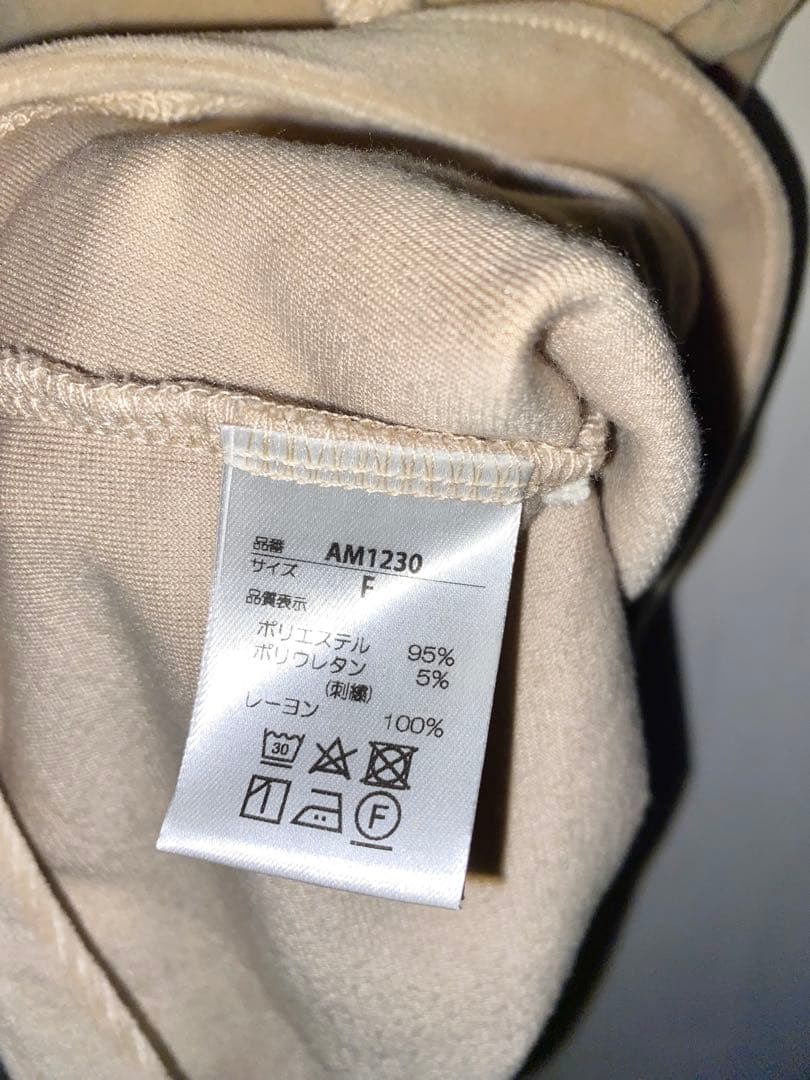 品番 AM1230
サイズ F
品質表示
ポリエステル 95%
ポリウレタン 5%
(刺繍)
レーヨン 100%
30
F